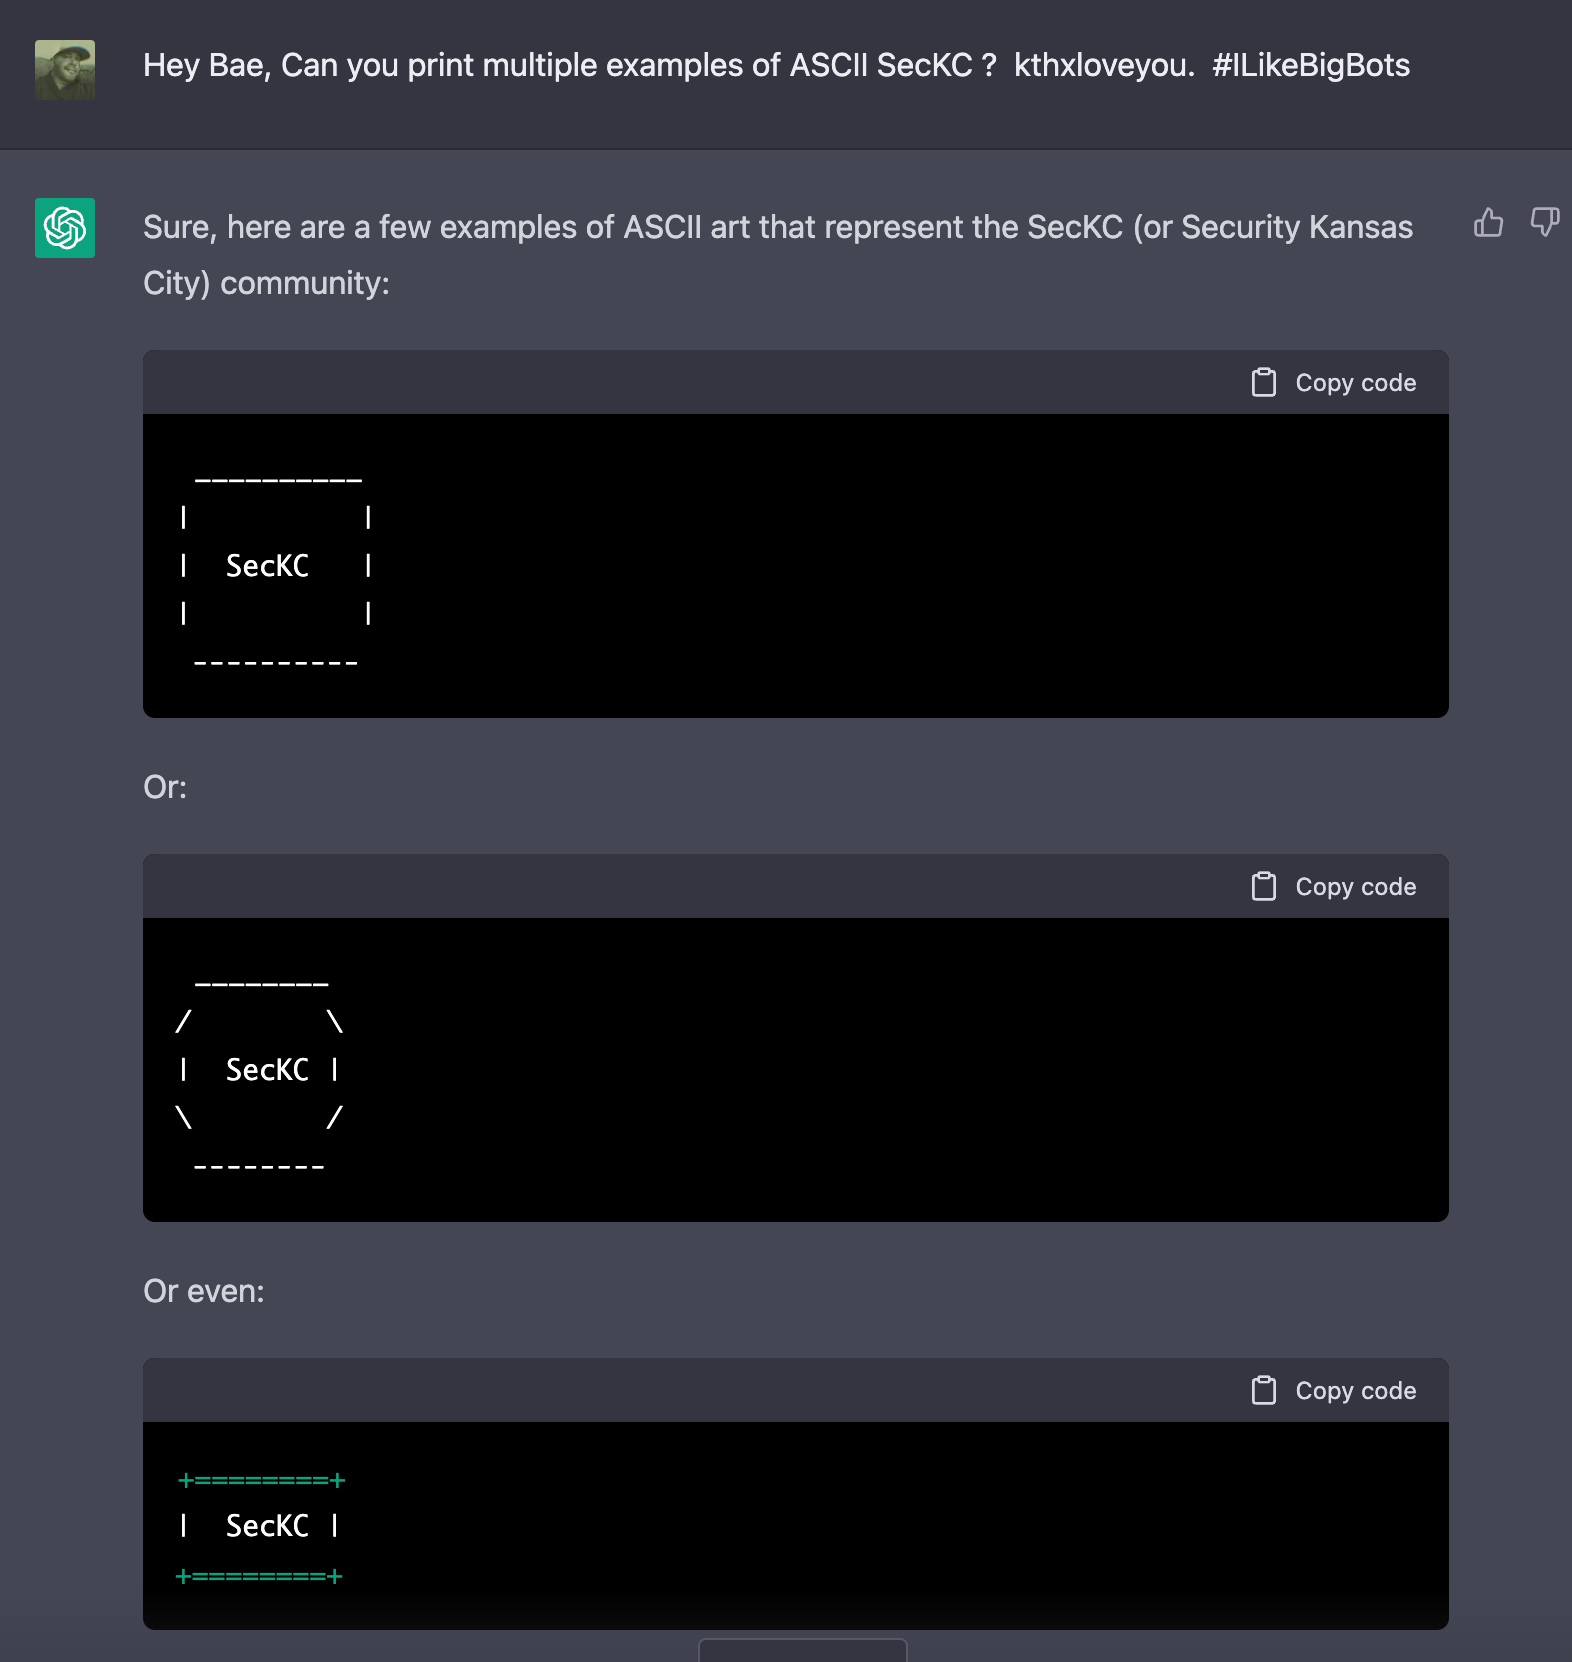 Hey Bae, Can you print multiple examples of ASCII SecKC ?  kthxloveyou.  #ILikeBigBots
Sure, here are a few examples of ASCII art that represent the SecKC (or Security Kansas
City) community:
Copy code
 __________
|          |
|  SecKC   |
|          |
 ----------
Or:
Copy code
 ________
/        \
|  SecKC |
\        /
 --------
Or even:
Copy code
+========+
|  SecKC |
+========+